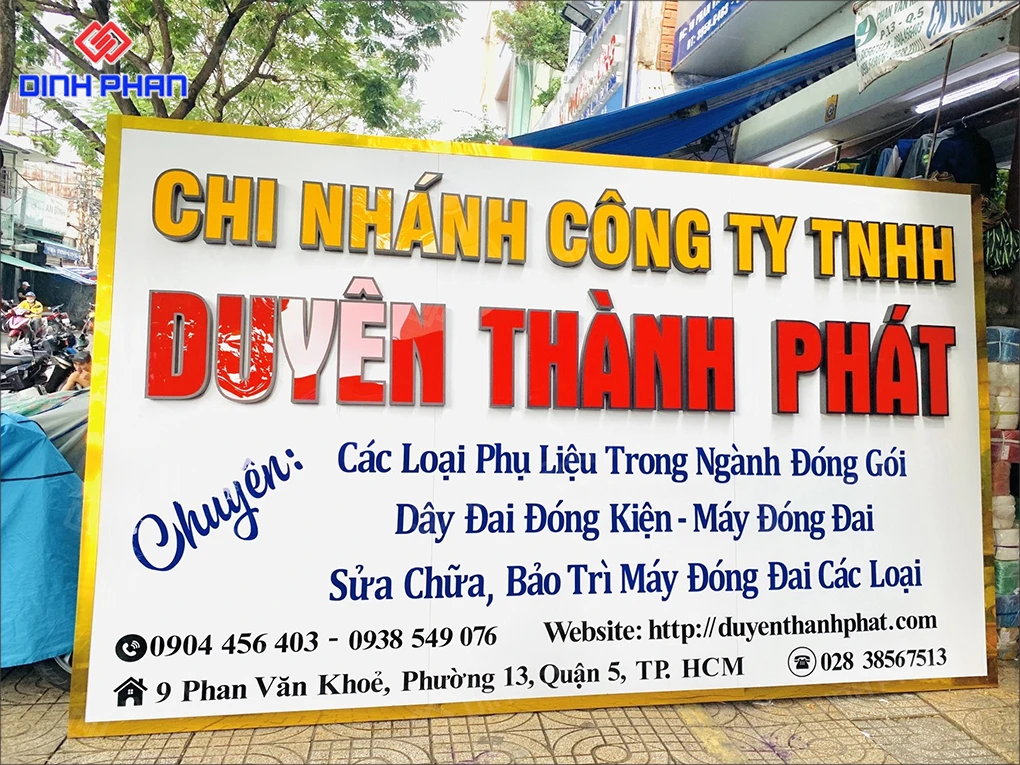 DINH PHAN
CHI NHÁNH CÔNG TY TNHH
DUYÊN THÀNH PHÁT
Chuyên:
Các Loại Phụ Liệu Trong Ngành Đóng Gói
Dây Đai Đóng Kiện - Máy Đóng Đai
Sửa Chữa, Bảo Trì Máy Đóng Đai Các Loại
0904 456 403 - 0938 549 076
Website: http://duyenthanhphat.com
9 Phan Văn Khoẻ, Phường 13, Quận 5, TP. HCM
028 38567513